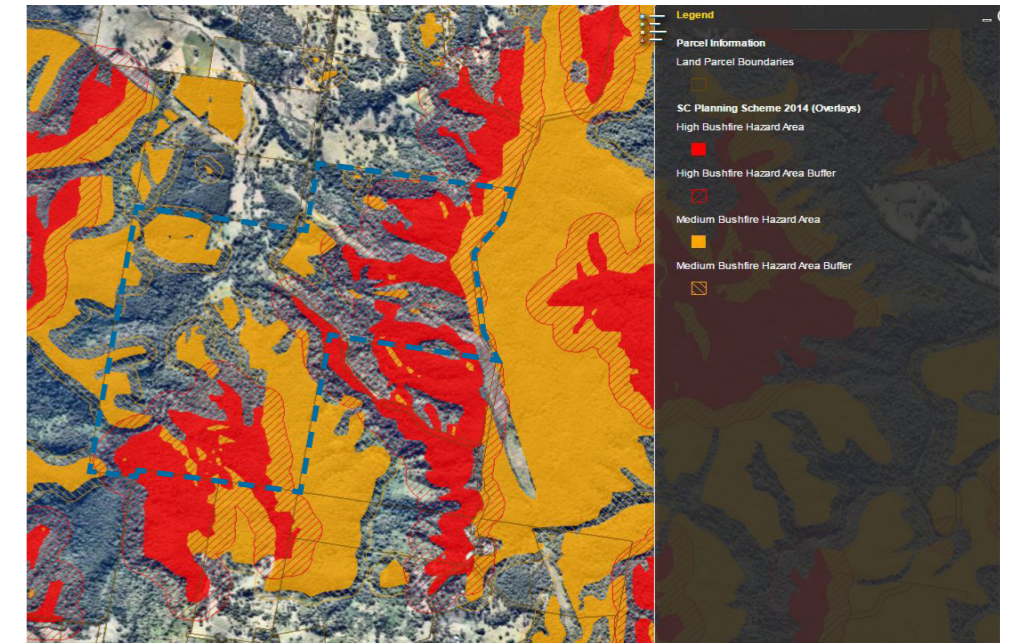 Legend
Parcel Information
Land Parcel Boundaries
SC Planning Scheme 2014 (Overlays)
High Bushfire Hazard Area
High Bushfire Hazard Area Buffer
Medium Bushfire Hazard Area
Medium Bushfire Hazard Area Buffer